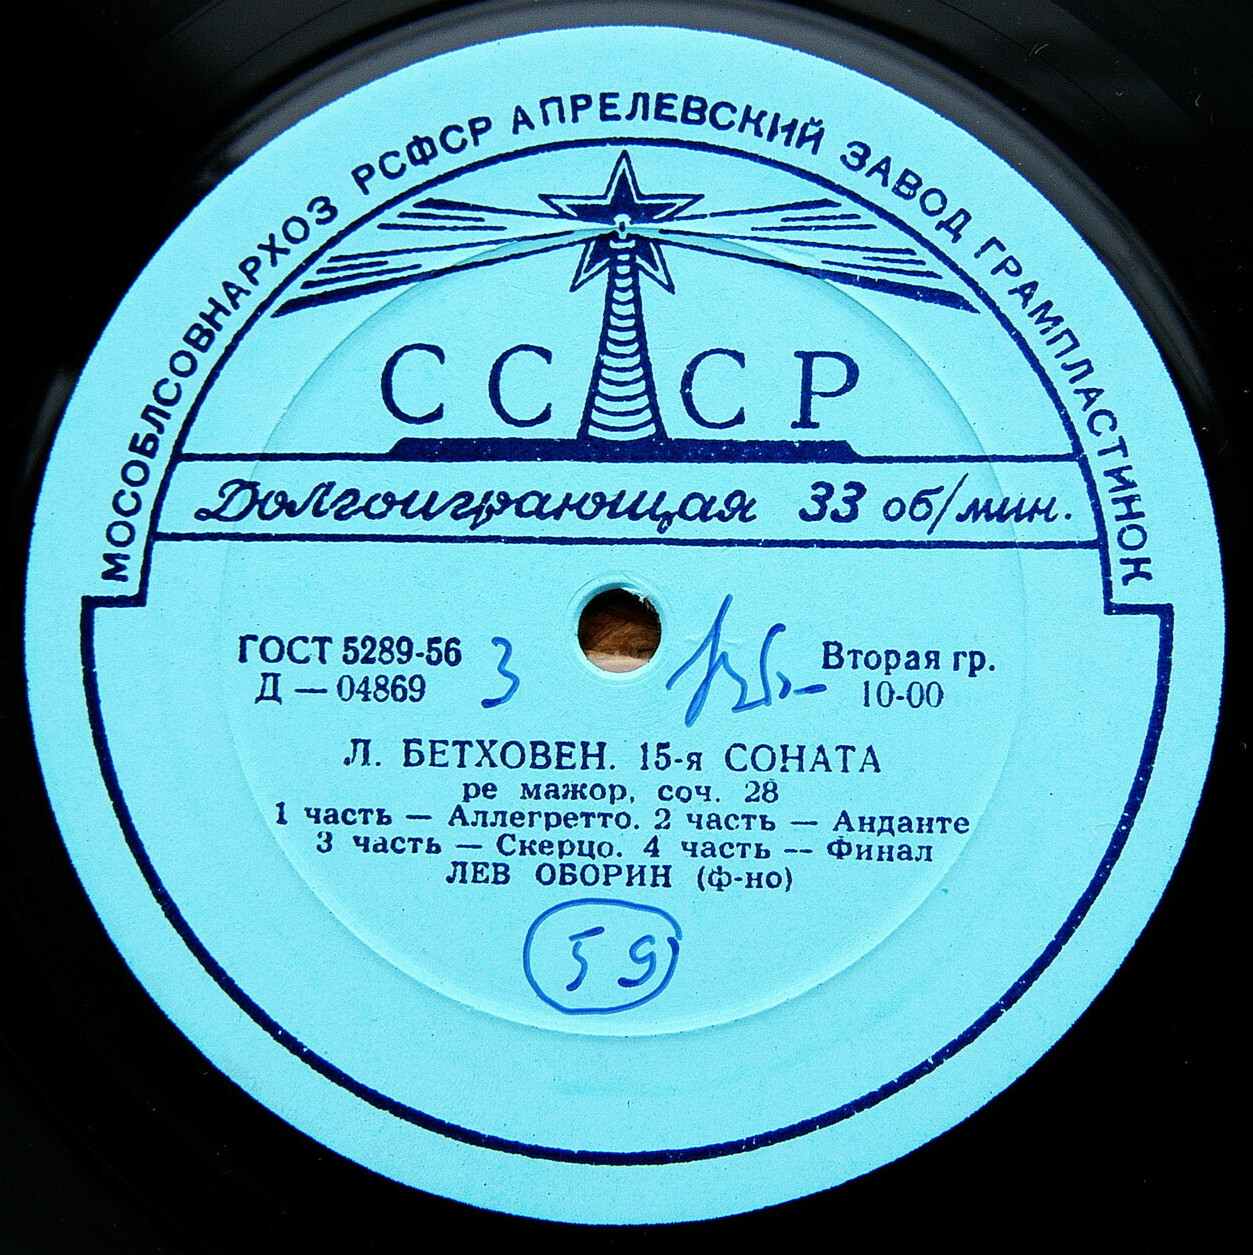 МОСОБЛСОВНАРХОЗ РСФСР АПРЕЛЕВСКИЙ ЗАВОД ГРАМПЛАСТИНОК
СССР
Долгоиграющая 33 об/мин.
ГОСТ 5289-56 3 Вторая гр.
Д — 04869 10-00
Л. БЕТХОВЕН. 15-я СОНАТА
ре мажор, соч. 28
1 часть — Аллегретто. 2 часть — Анданте
3 часть — Скерцо. 4 часть -- Финал
ЛЕВ ОБОРИН (ф-но)
59